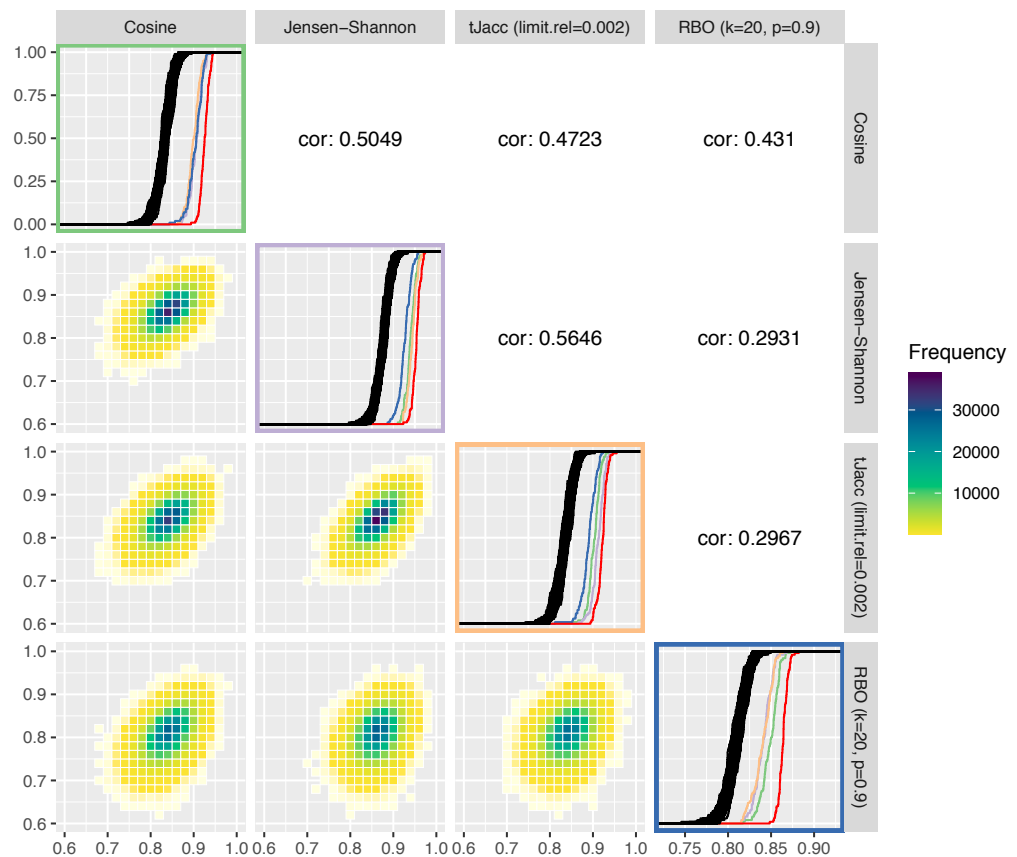 Cosine
Jensen−Shannon
tJacc (limit.rel=0.002)
RBO (k=20, p=0.9)
1.00
0.75
0.50
0.25
0.00
cor: 0.5049
cor: 0.4723
cor: 0.431
Cosine
1.0
0.9
0.8
0.7
0.6
cor: 0.5646
cor: 0.2931
Jensen−Shannon
Frequency
30000
20000
10000
1.0
0.9
0.8
0.7
0.6
cor: 0.2967
tJacc (limit.rel=0.002)
1.0
0.9
0.8
0.7
0.6
RBO (k=20, p=0.9)
0.6 0.7 0.8 0.9 1.0
0.6 0.7 0.8 0.9 1.0
0.6 0.7 0.8 0.9 1.0
0.75 0.80 0.85 0.90